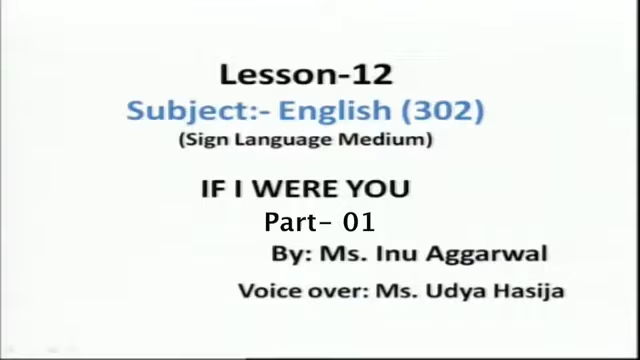 Lesson-12
Subject:- English (302)
(Sign Language Medium)
IF I WERE YOU
Part- 01
By: Ms. Inu Aggarwal
Voice over: Ms. Udya Hasija